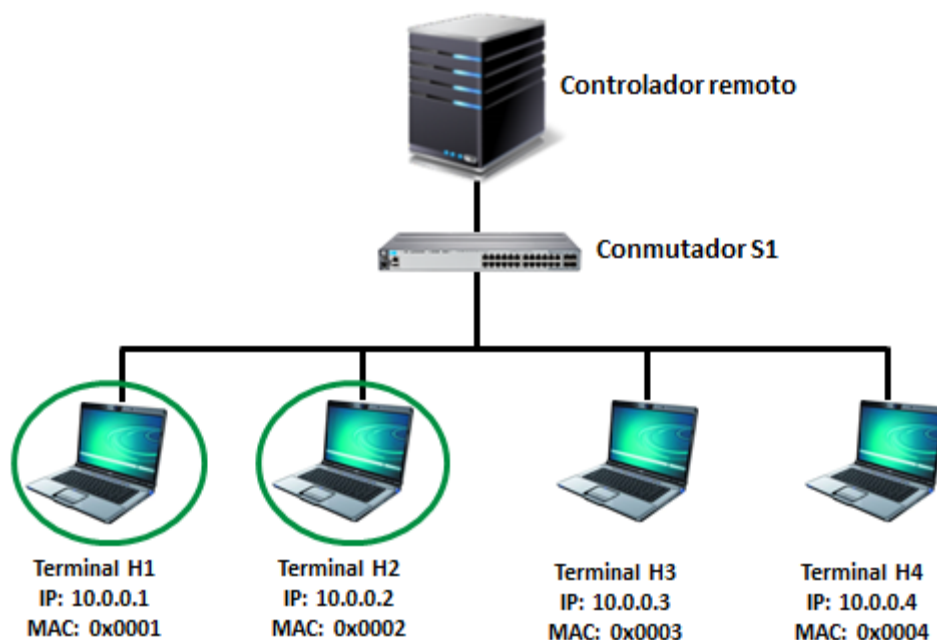 Controlador remoto
Conmutador S1
Terminal H1
IP: 10.0.0.1
MAC: 0x0001
Terminal H2
IP: 10.0.0.2
MAC: 0x0002
Terminal H3
IP: 10.0.0.3
MAC: 0x0003
Terminal H4
IP: 10.0.0.4
MAC: 0x0004